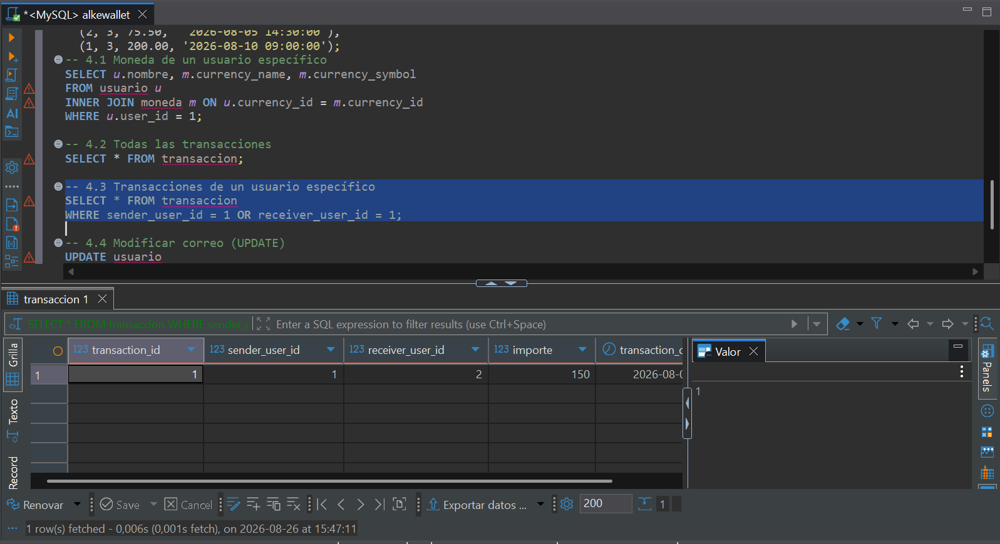 *<MySQL> alkewallet
(2, 3, 75.50, '2026-08-05 14:30:00'),
(1, 3, 200.00, '2026-08-10 09:00:00');
-- 4.1 Moneda de un usuario específico
SELECT u.nombre, m.currency_name, m.currency_symbol
FROM usuario u
INNER JOIN moneda m ON u.currency_id = m.currency_id
WHERE u.user_id = 1;
-- 4.2 Todas las transacciones
SELECT * FROM transaccion;
-- 4.3 Transacciones de un usuario específico
SELECT * FROM transaccion
WHERE sender_user_id = 1 OR receiver_user_id = 1;
-- 4.4 Modificar correo (UPDATE)
UPDATE usuario
AI
transaccion 1
SELECT * FROM transaccion WHERE sender_ Enter a SQL expression to filter results (use Ctrl+Space)
Grilla
Texto
Record
123 transaction_id 123 sender_user_id 123 receiver_user_id 123 importe transaction_
1 1 1 2 150 2026-08-0
Valor
1
Panels
Renovar Save Cancel Exportar datos ... 200 1
1 row(s) fetched - 0,006s (0,001s fetch), on 2026-08-26 at 15:47:11